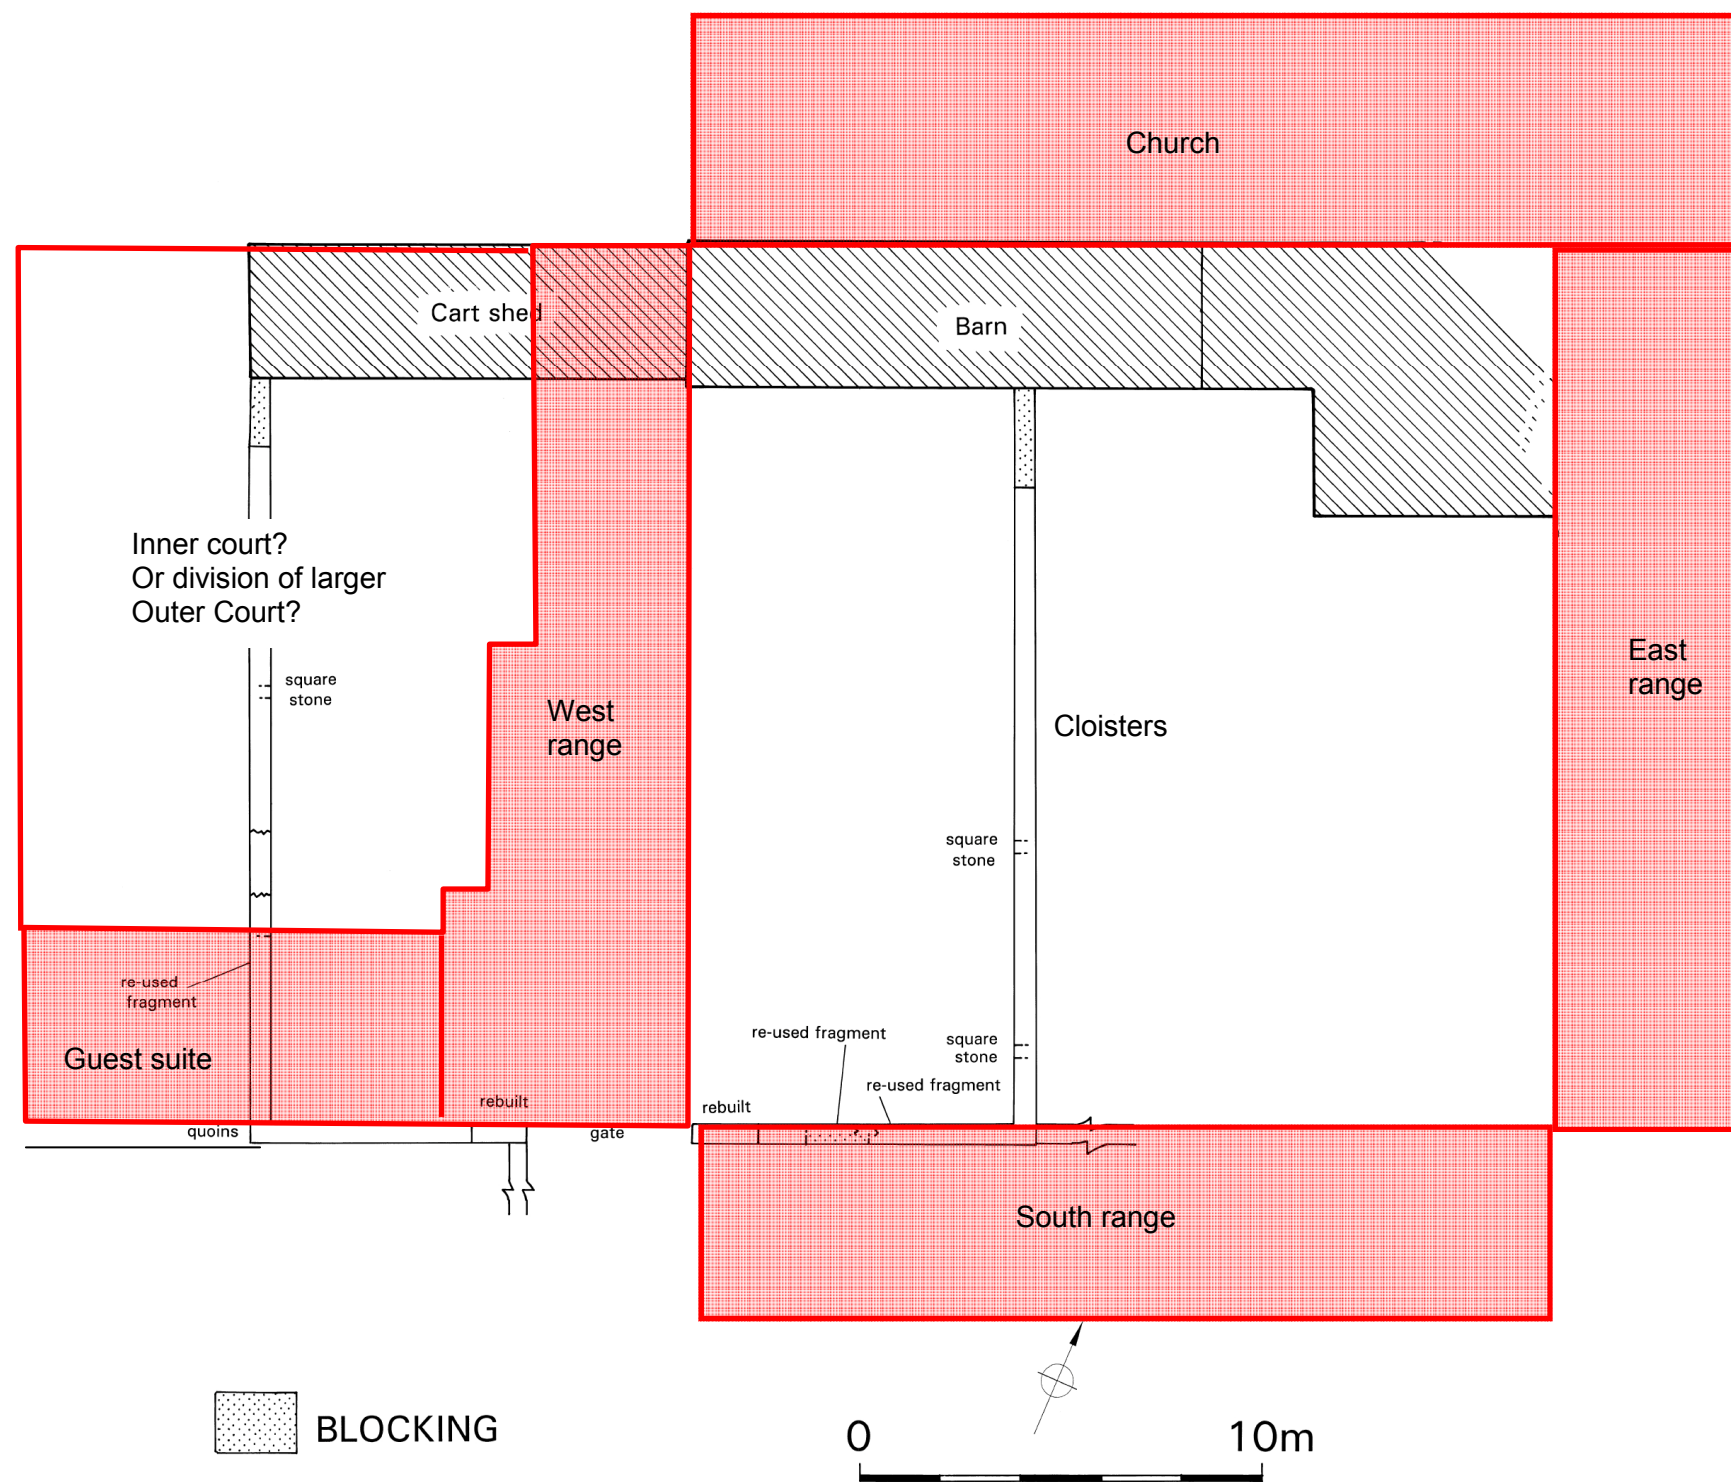 Church
Cart shed
Barn
Inner court?
Or division of larger
Outer Court?
square
stone
West
range
Cloisters
East
range
square
stone
re-used
fragment
Guest suite
re-used fragment
square
stone
re-used fragment
rebuilt
rebuilt
quoins
gate
South range
BLOCKING
0 10m